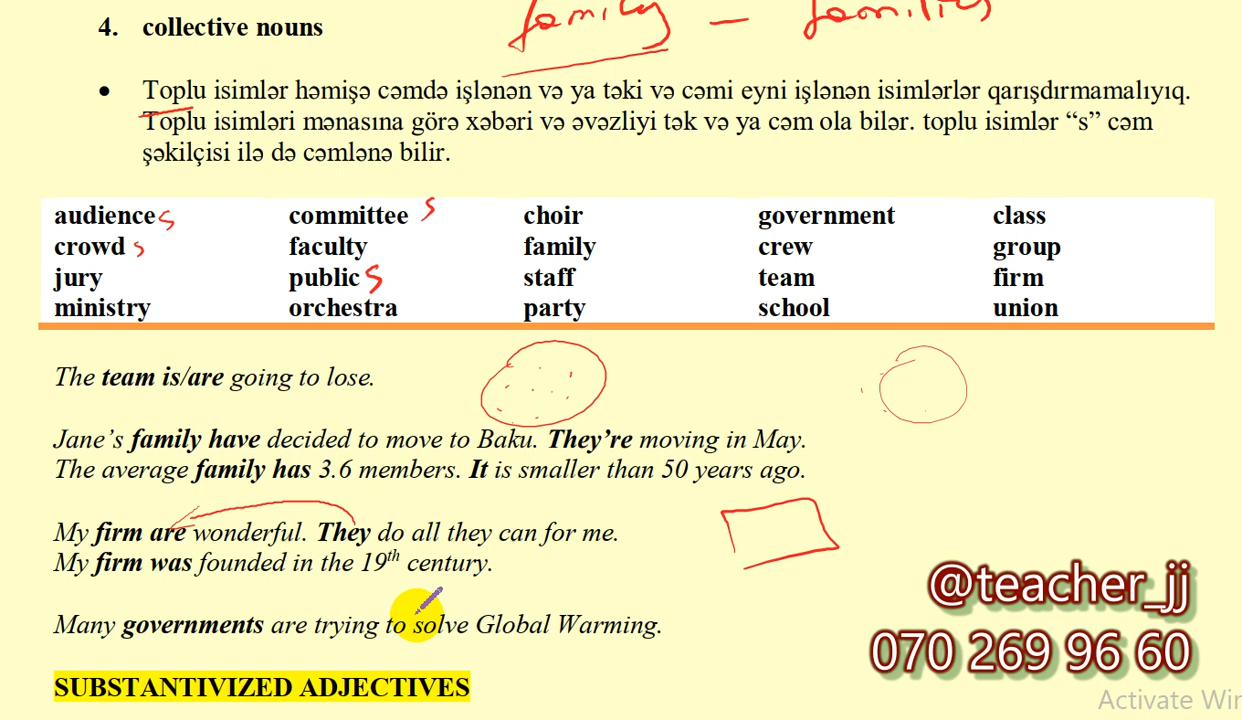 family – families
4. collective nouns
• Toplu isimlər həmişə cəmdə işlənən və ya təki və cəmi eyni işlənən isimlərlər qarışdırmamalıyıq.
Toplu isimləri mənasına görə xəbəri və əvəzliyi tək və ya cəm ola bilər. toplu isimlər “s” cəm
şəkilçisi ilə də cəmlənə bilir.
audience s committee s choir government class
crowd s faculty family crew group
jury public s staff team firm
ministry orchestra party school union
The team is/are going to lose.
Jane’s family have decided to move to Baku. They’re moving in May.
The average family has 3.6 members. It is smaller than 50 years ago.
My firm are wonderful. They do all they can for me.
My firm was founded in the 19th century.
Many governments are trying to solve Global Warming.
@teacher_jj
070 269 96 60
SUBSTANTIVIZED ADJECTIVES
Activate Wir